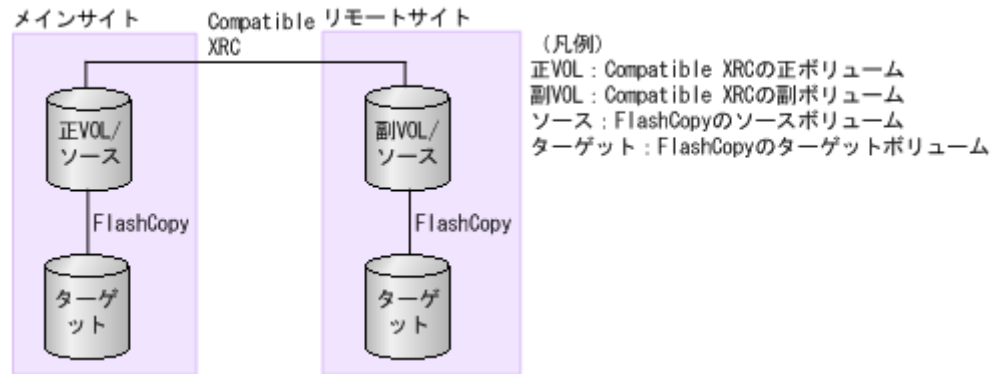 メインサイト
Compatible
XRC
リモートサイト
正VOL/
ソース
副VOL/
ソース
FlashCopy
FlashCopy
ターゲ
ット
ターゲ
ット
(凡例)
正VOL:Compatible XRCの正ボリューム
副VOL:Compatible XRCの副ボリューム
ソース:FlashCopyのソースボリューム
ターゲット:FlashCopyのターゲットボリューム